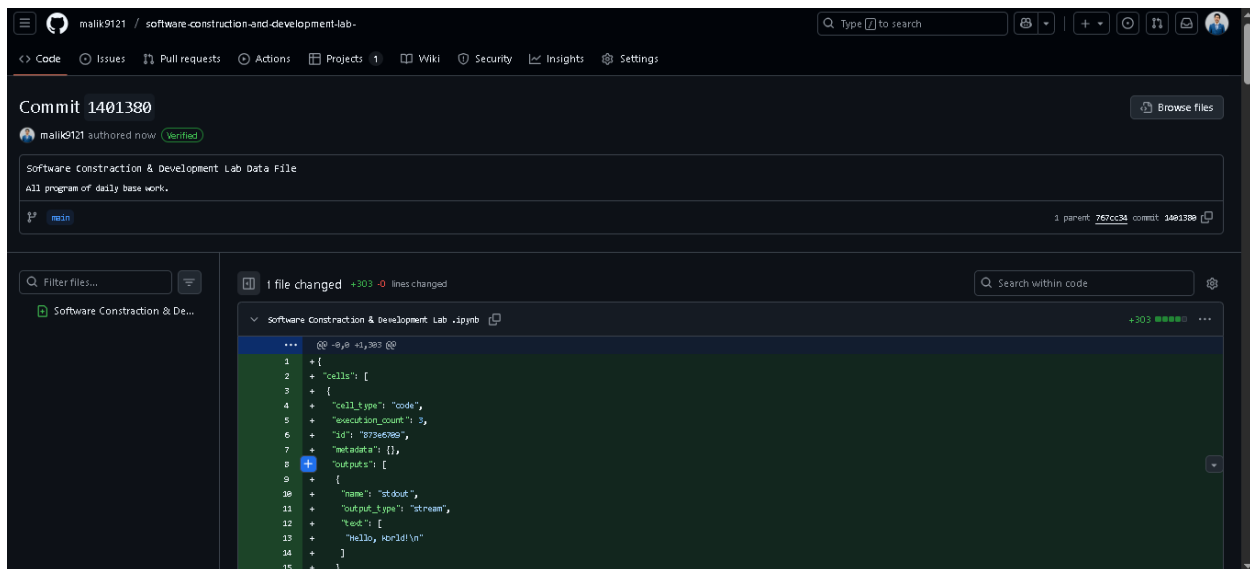 malik9121 / software-construction-and-development-lab-
Type / to search
Code Issues Pull requests Actions Projects 1 Wiki Security Insights Settings
Commit 1401380
Browse files
malik9121 authored now Verified
Software Constraction & Development Lab Data File
All program of daily base work.
main
1 parent 767cc34 commit 1401380
Filter files...
1 file changed +303 -0 lines changed
Search within code
Software Constraction & De...
Software Constraction & Development Lab .ipynb
+303
... @@ -0,0 +1,303 @@
1 + {
2 + "cells": [
3 + {
4 + "cell_type": "code",
5 + "execution_count": 3,
6 + "id": "873e6709",
7 + "metadata": {},
8 + "outputs": [
9 + {
10 + "name": "stdout",
11 + "output_type": "stream",
12 + "text": [
13 + "Hello, World!\n"
14 + ]
15 + }